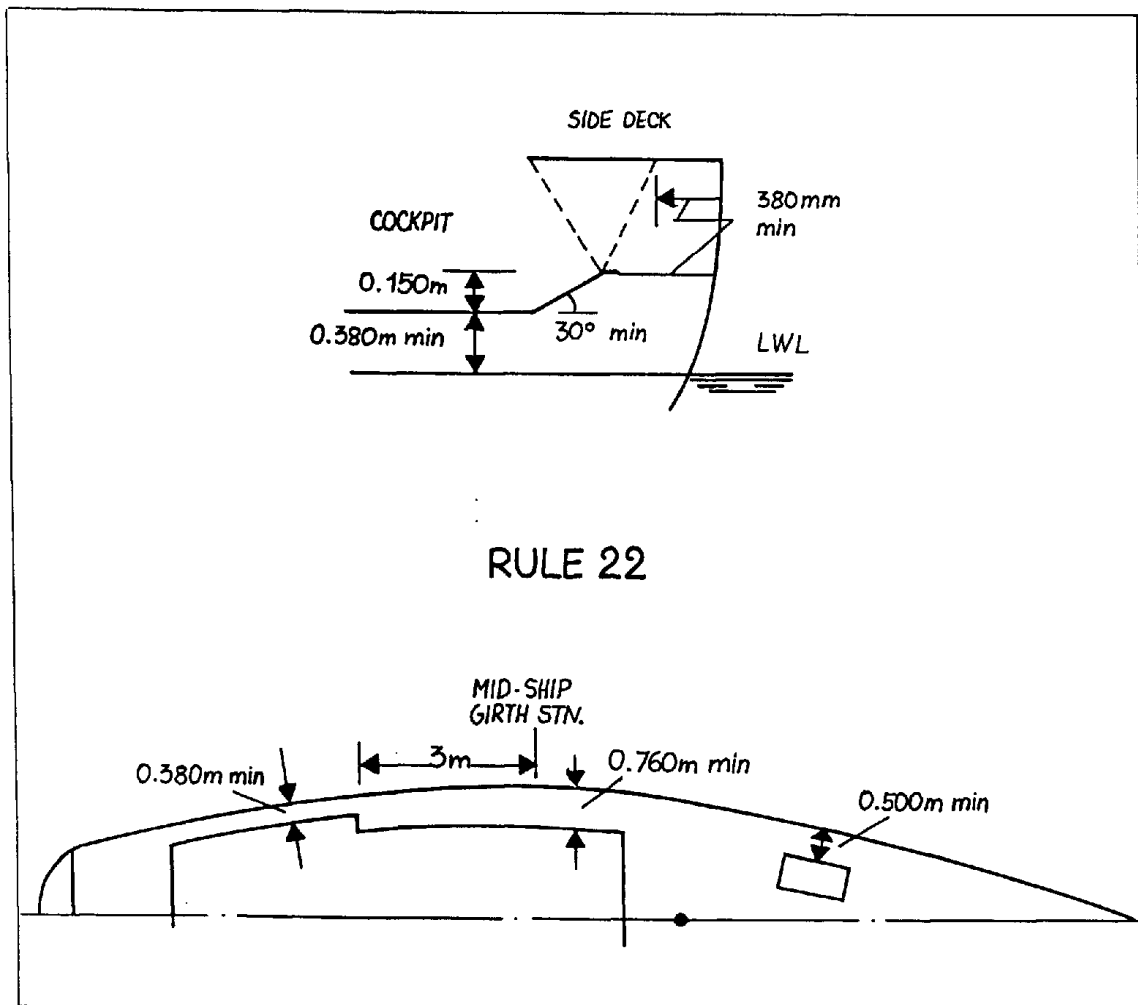 SIDE DECK
380mm
min
COCKPIT
0.150m
30° min
0.380m min
LWL
RULE 22
MID-SHIP
GIRTH STN.
3m
0.760m min
0.380m min
0.500m min